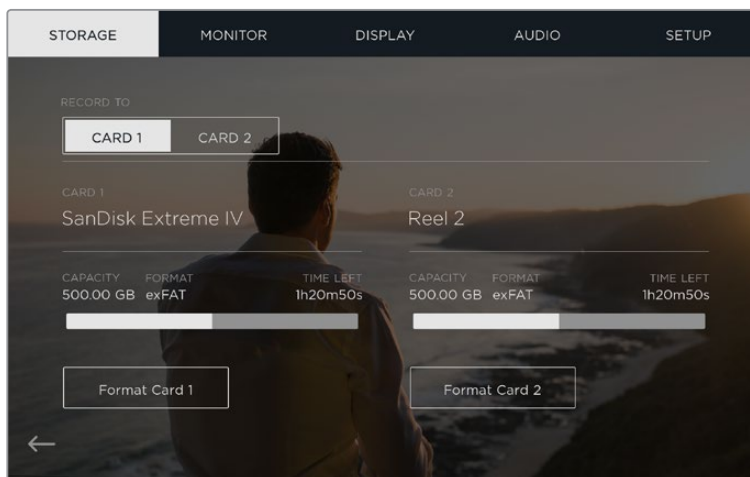 STORAGE MONITOR DISPLAY AUDIO SETUP
RECORD TO
CARD 1 CARD 2
CARD 1 CARD 2
SanDisk Extreme IV Reel 2
CAPACITY FORMAT TIME LEFT CAPACITY FORMAT TIME LEFT
500.00 GB exFAT 1h20m50s 500.00 GB exFAT 1h20m50s
Format Card 1 Format Card 2